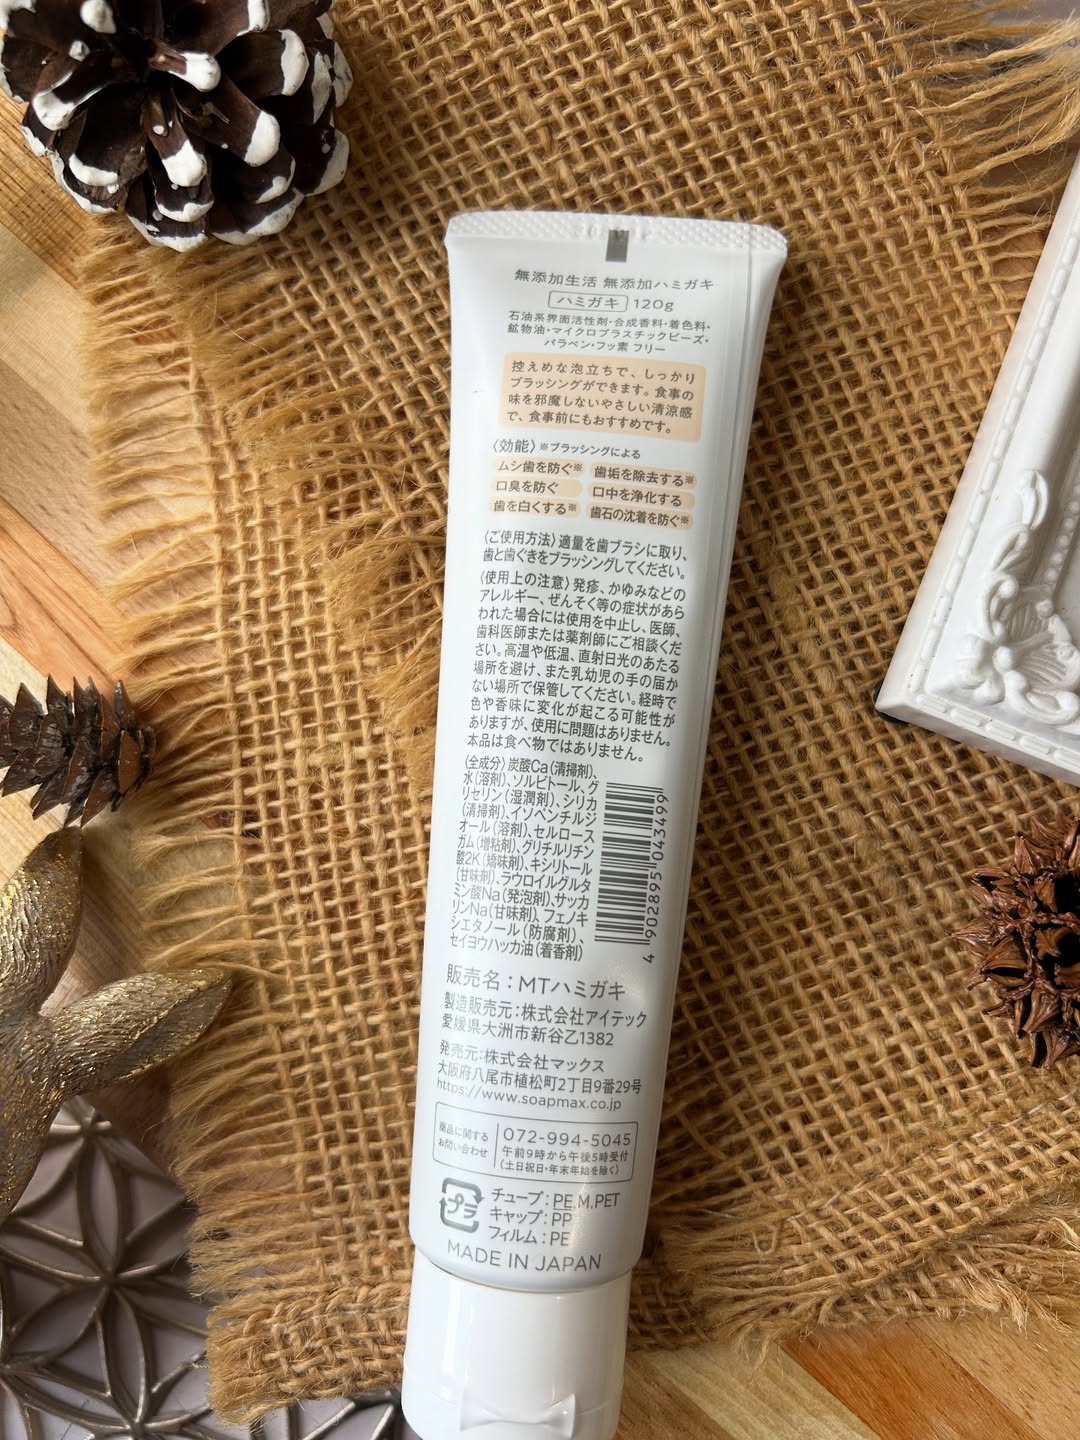 無添加生活 無添加ハミガキ
ハミガキ 120g
石油系界面活性剤・合成香料・着色料・
鉱物油・マイクロプラスチックビーズ・
パラベン・フッ素 フリー
控えめな泡立ちで、しっかり
ブラッシングができます。食事の
味を邪魔しないやさしい清涼感
で、食事前にもおすすめです。
〈効能〉※ブラッシングによる
ムシ歯を防ぐ※ 歯垢を除去する※
口臭を防ぐ 口中を浄化する
歯を白くする※ 歯石の沈着を防ぐ※
〈ご使用方法〉適量を歯ブラシに取り、
歯と歯ぐきをブラッシングしてください。
〈使用上の注意〉発疹、かゆみなどの
アレルギー、ぜんそく等の症状があら
われた場合には使用を中止し、医師、
歯科医師または薬剤師にご相談くだ
さい。高温や低温、直射日光のあたる
場所を避け、また乳幼児の手の届か
ない場所で保管してください。経時で
色や香味に変化が起こる可能性が
ありますが、使用に問題はありません。
本品は食べ物ではありません。
〈全成分〉炭酸Ca(清掃剤)、
水(溶剤)、ソルビトール、グ
リセリン(湿潤剤)、シリカ
(清掃剤)、イソペンチルジ
オール(溶剤)、セルロース
ガム(増粘剤)、グリチルリチン
酸2K(矯味剤)、キシリトール
(甘味剤)、ラウロイルグルタ
ミン酸Na(発泡剤)、サッカ
リンNa(甘味剤)、フェノキ
シエタノール(防腐剤)、
セイヨウハッカ油(着香剤)
4 902895 043499
販売名：MTハミガキ
製造販売元：株式会社アイテック
愛媛県大洲市新谷乙1382
発売元：株式会社マックス
大阪府八尾市植松町2丁目9番29号
https://www.soapmax.co.jp
商品に関する
お問い合わせ
072-994-5045
午前9時から午後5時受付
(土日祝日・年末年始を除く)
プラ
チューブ：PE,M,PET
キャップ：PP
フィルム：PE
MADE IN JAPAN